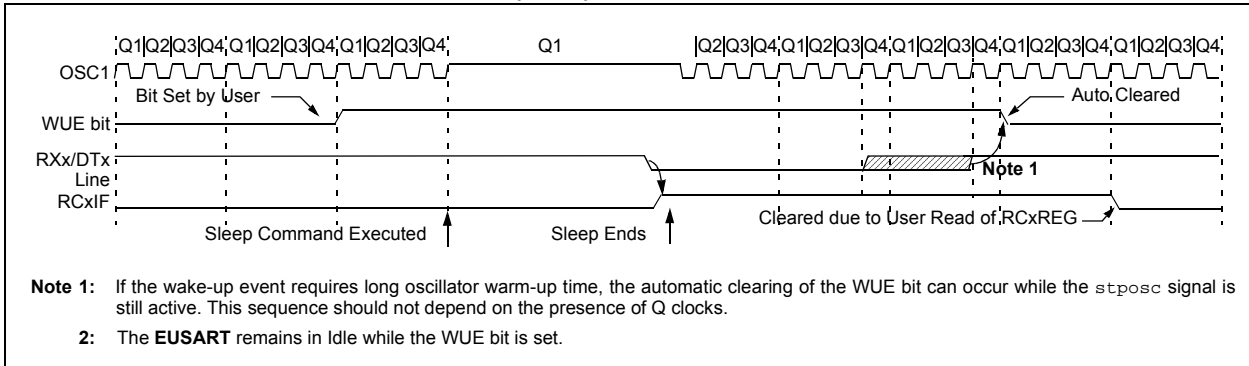 Q1|Q2|Q3|Q4 Q1|Q2|Q3|Q4 Q1|Q2|Q3|Q4 Q1 Q2|Q3|Q4 Q1|Q2|Q3|Q4 Q1|Q2|Q3|Q4 Q1|Q2|Q3|Q4 Q1|Q2|Q3|Q4
OSC1
Bit Set by User Auto Cleared
WUE bit
RXx/DTx
Line
Note 1
RCxIF
Cleared due to User Read of RCxREG
Sleep Command Executed Sleep Ends
Note 1: If the wake-up event requires long oscillator warm-up time, the automatic clearing of the WUE bit can occur while the stposc signal is
still active. This sequence should not depend on the presence of Q clocks.
2: The EUSART remains in Idle while the WUE bit is set.